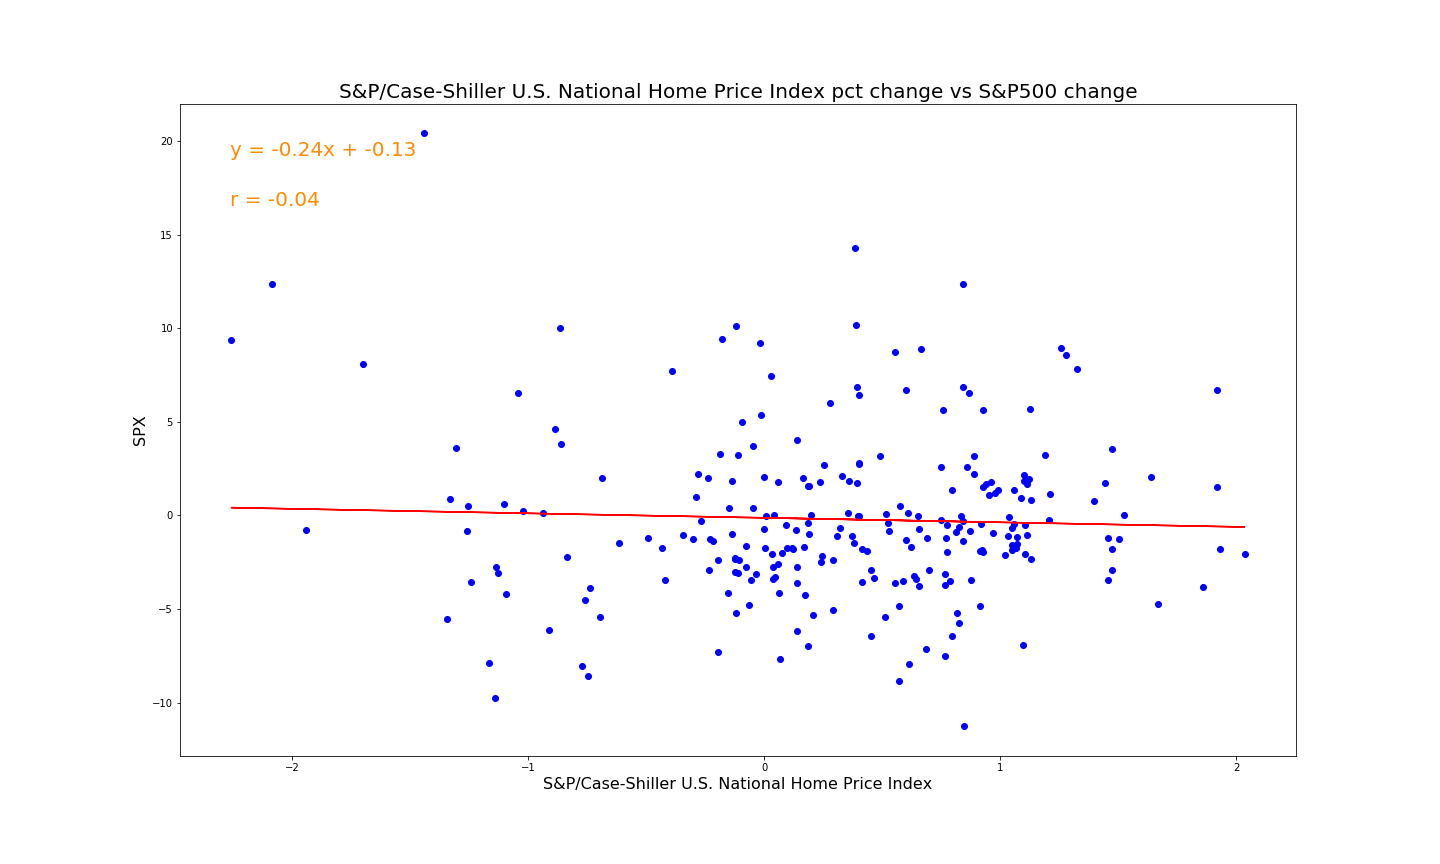 S&P/Case-Shiller U.S. National Home Price Index pct change vs S&P500 change
y = -0.24x + -0.13
r = -0.04
SPX
20
15
10
5
0
−5
−10
−2
−1
0
1
2
S&P/Case-Shiller U.S. National Home Price Index